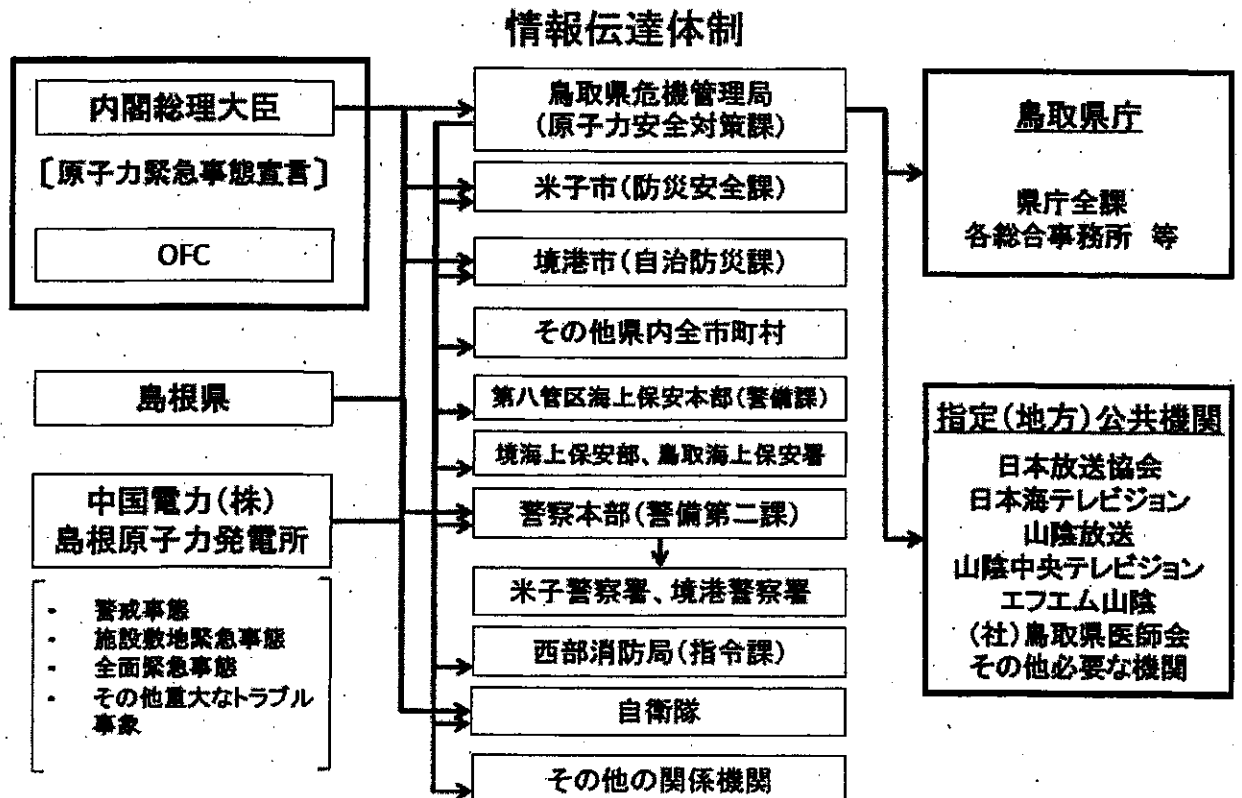 情報伝達体制
内閣総理大臣
［原子力緊急事態宣言］
OFC
島根県
中国電力(株)
島根原子力発電所
・ 警戒事態
・ 施設敷地緊急事態
・ 全面緊急事態
・ その他重大なトラブル
事象
鳥取県危機管理局
(原子力安全対策課)
米子市(防災安全課)
境港市(自治防災課)
その他県内全市町村
第八管区海上保安本部(警備課)
境海上保安部、鳥取海上保安署
警察本部(警備第二課)
米子警察署、境港警察署
西部消防局(指令課)
自衛隊
その他の関係機関
鳥取県庁
県庁全課
各総合事務所 等
指定(地方)公共機関
日本放送協会
日本海テレビジョン
山陰放送
山陰中央テレビジョン
エフエム山陰
(社)鳥取県医師会
その他必要な機関